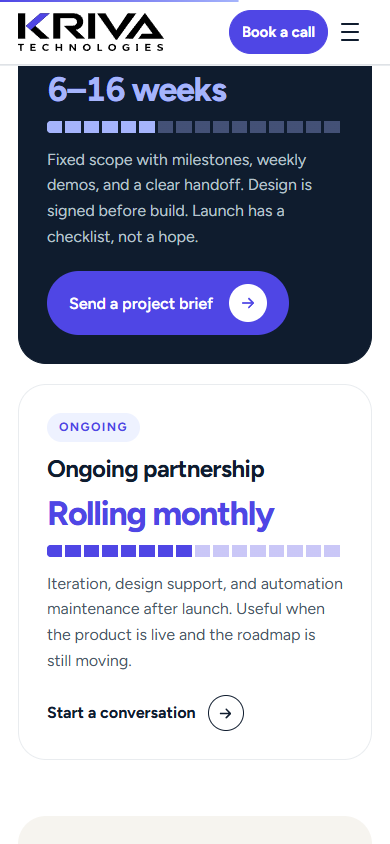 KRIVA
TECHNOLOGIES
Book a call
6–16 weeks
Fixed scope with milestones, weekly
demos, and a clear handoff. Design is
signed before build. Launch has a
checklist, not a hope.
Send a project brief
ONGOING
Ongoing partnership
Rolling monthly
Iteration, design support, and automation
maintenance after launch. Useful when
the product is live and the roadmap is
still moving.
Start a conversation